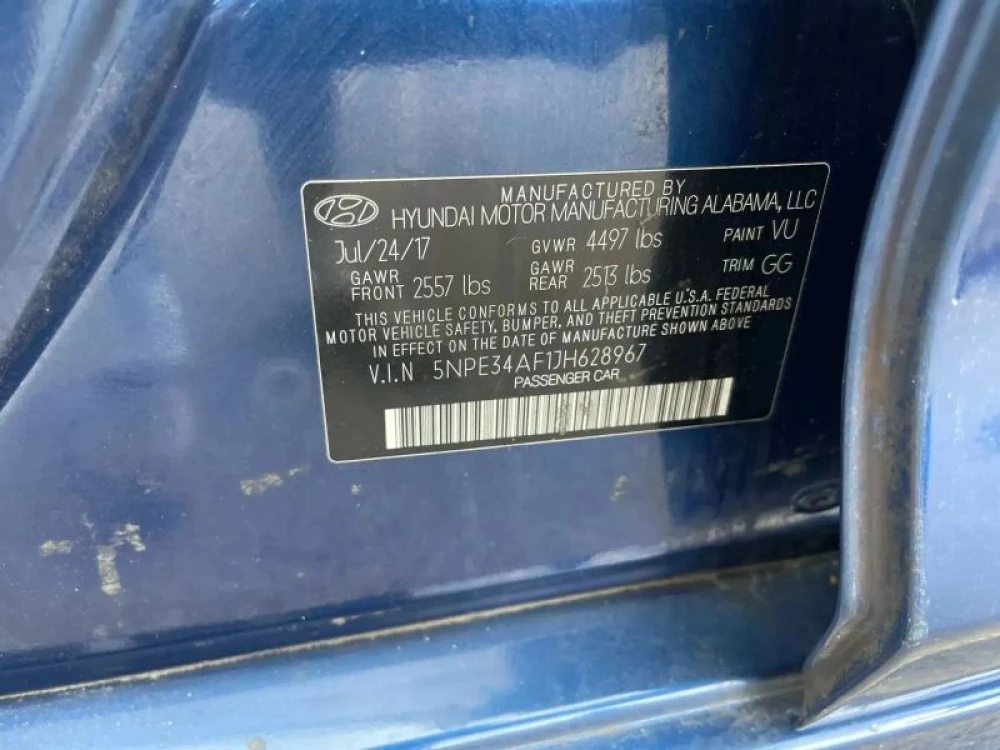 MANUFACTURED BY
HYUNDAI MOTOR MANUFACTURING ALABAMA, LLC
Jul/24/17 GVWR 4497 lbs PAINT VU
GAWR FRONT 2557 lbs GAWR REAR 2513 lbs TRIM GG
THIS VEHICLE CONFORMS TO ALL APPLICABLE U.S.A. FEDERAL
MOTOR VEHICLE SAFETY, BUMPER, AND THEFT PREVENTION STANDARDS
IN EFFECT ON THE DATE OF MANUFACTURE SHOWN ABOVE
V.I.N 5NPE34AF1JH628967
PASSENGER CAR